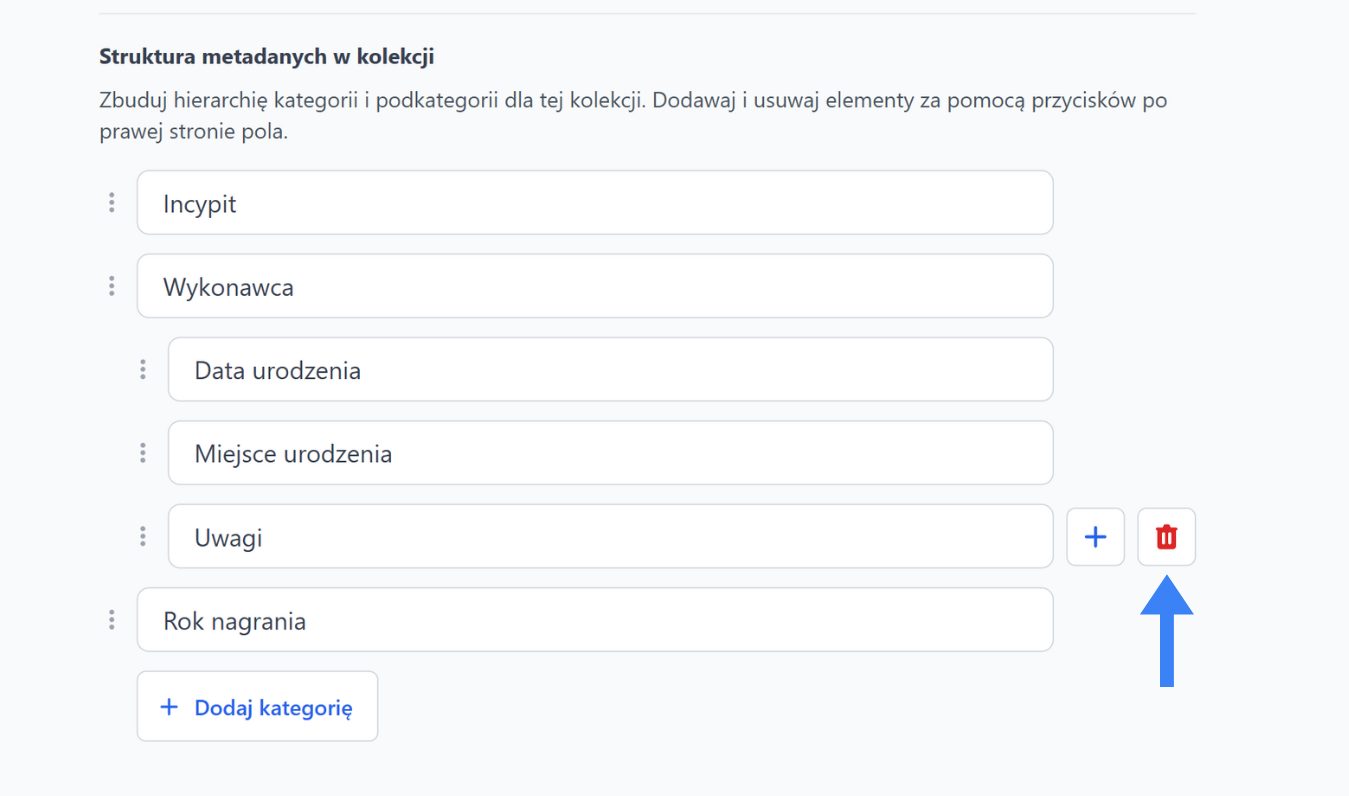 Struktura metadanych w kolekcji
Zbuduj hierarchię kategorii i podkategorii dla tej kolekcji. Dodawaj i usuwaj elementy za pomocą przycisków po
prawej stronie pola.
Incypit
Wykonawca
Data urodzenia
Miejsce urodzenia
Uwagi
Rok nagrania
+ Dodaj kategorię